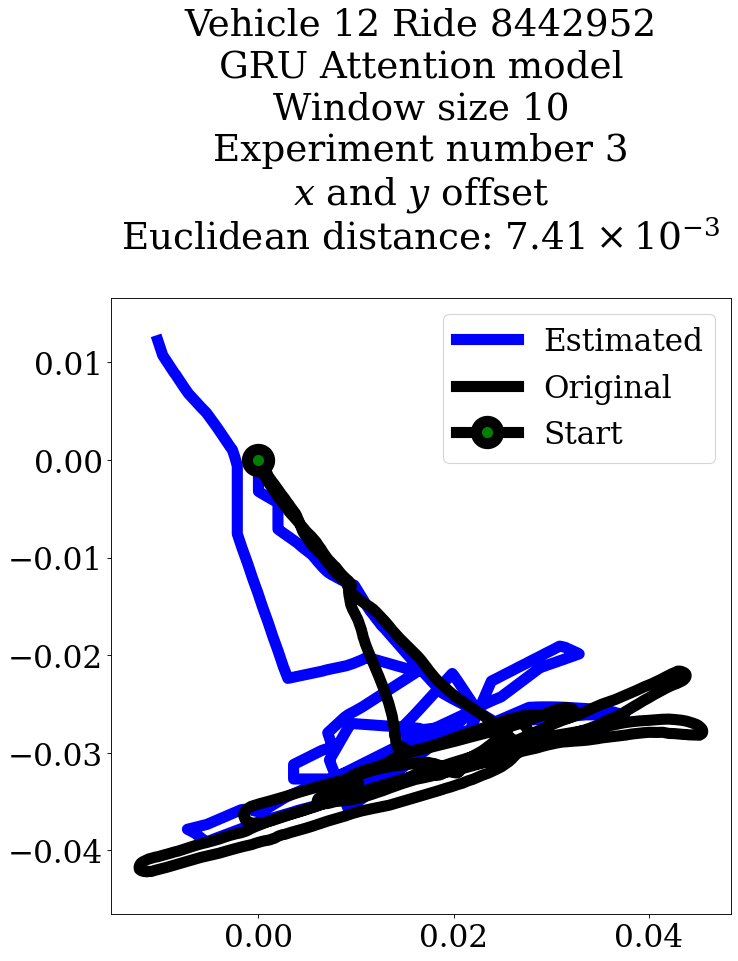 Vehicle 12 Ride 8442952
GRU Attention model
Window size 10
Experiment number 3
x and y offset
Euclidean distance: 7.41 × 10⁻³
Estimated
Original
Start
0.01
0.00
−0.01
−0.02
−0.03
−0.04
0.00 0.02 0.04